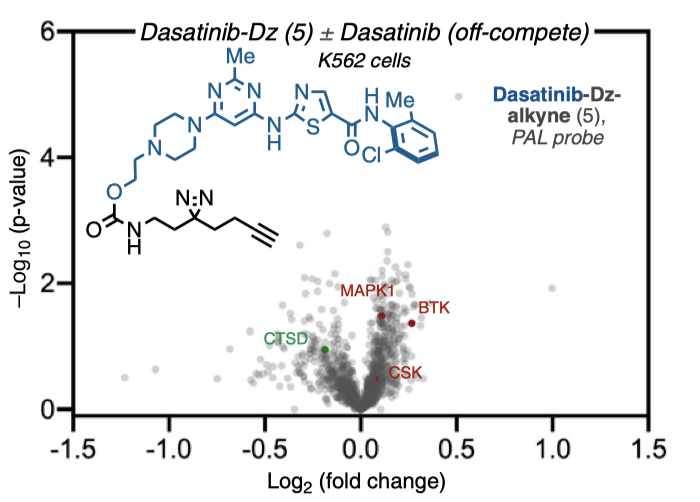 Dasatinib-Dz (5) ± Dasatinib (off-compete)
K562 cells
Me
N
N
N
H
N
Me
N
N
N
H
S
O
Cl
N
O
O
N
H
N=N
Dasatinib-Dz-
alkyne (5),
PAL probe
MAPK1
BTK
CTSD
CSK
–Log10 (p-value)
6
4
2
0
-1.5 -1.0 -0.5 0.0 0.5 1.0 1.5
Log2 (fold change)